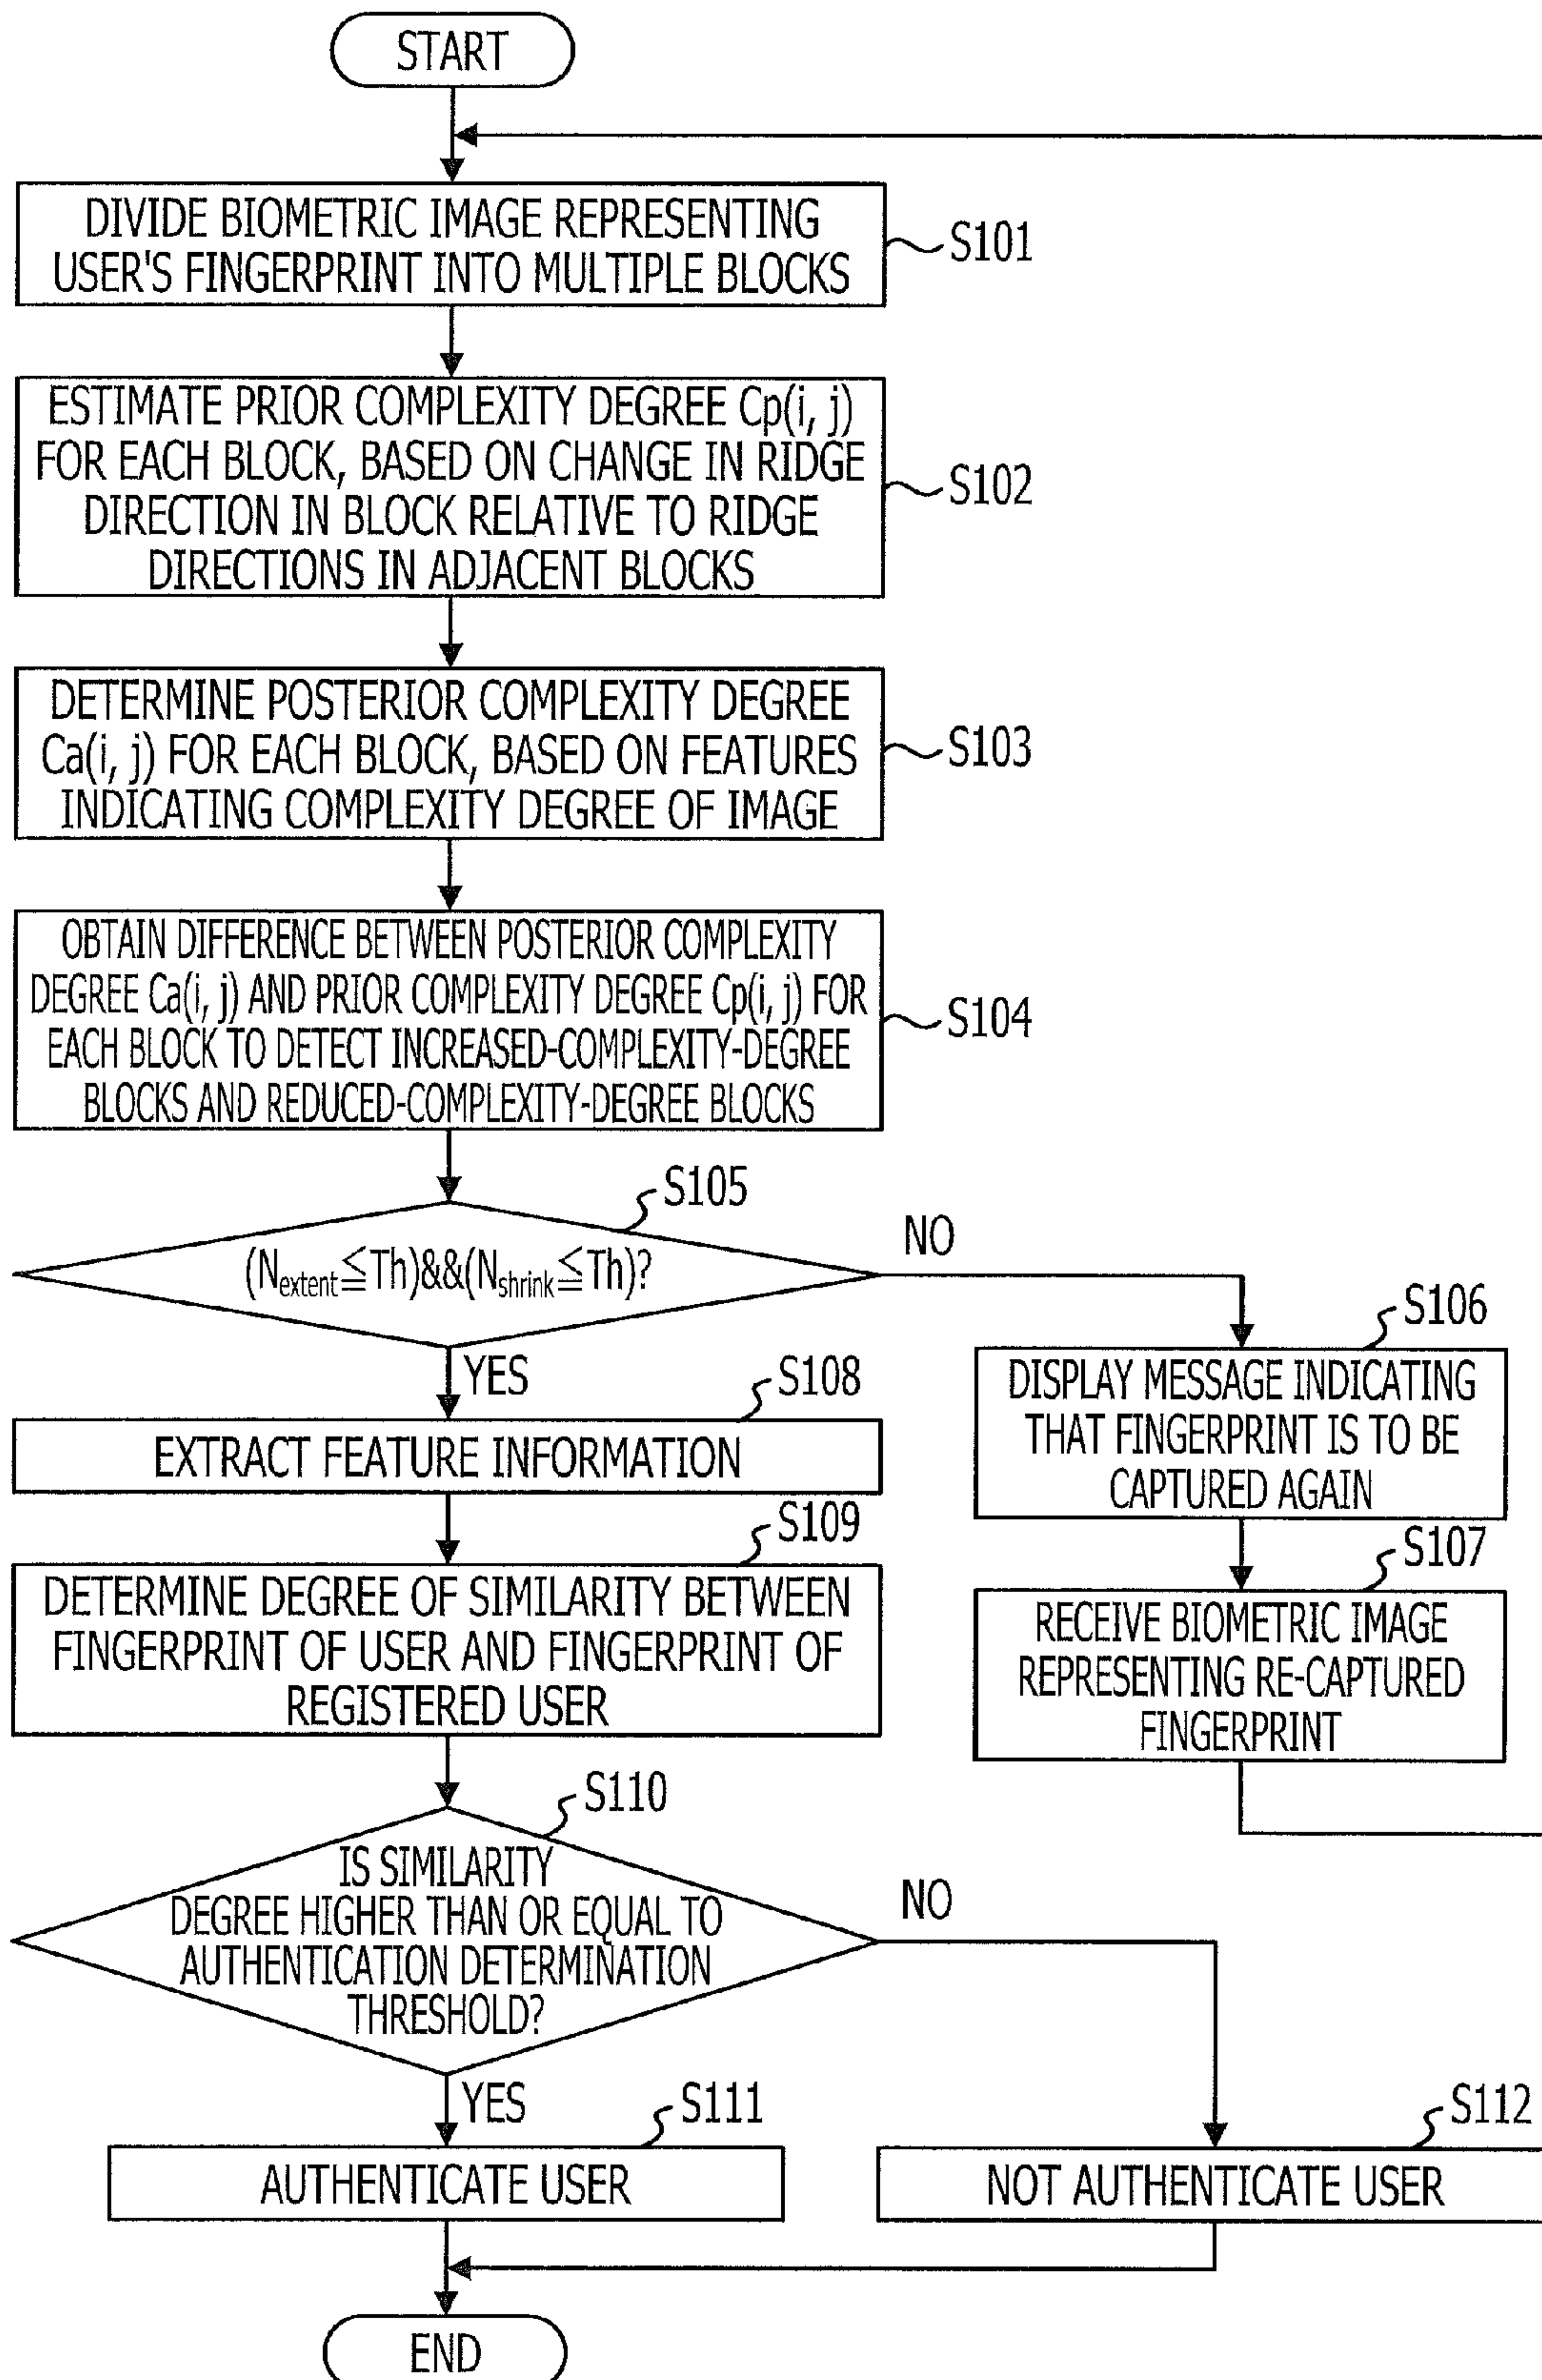 START
DIVIDE BIOMETRIC IMAGE REPRESENTING
USER'S FINGERPRINT INTO MULTIPLE BLOCKS
S101
ESTIMATE PRIOR COMPLEXITY DEGREE Cp(i, j)
FOR EACH BLOCK, BASED ON CHANGE IN RIDGE
DIRECTION IN BLOCK RELATIVE TO RIDGE
DIRECTIONS IN ADJACENT BLOCKS
S102
DETERMINE POSTERIOR COMPLEXITY DEGREE
Ca(i, j) FOR EACH BLOCK, BASED ON FEATURES
INDICATING COMPLEXITY DEGREE OF IMAGE
S103
OBTAIN DIFFERENCE BETWEEN POSTERIOR COMPLEXITY
DEGREE Ca(i, j) AND PRIOR COMPLEXITY DEGREE Cp(i, j) FOR
EACH BLOCK TO DETECT INCREASED-COMPLEXITY-DEGREE
BLOCKS AND REDUCED-COMPLEXITY-DEGREE BLOCKS
S104
S105
(Nextent≦Th)&&(Nshrink≦Th)?
NO
YES
S106
DISPLAY MESSAGE INDICATING
THAT FINGERPRINT IS TO BE
CAPTURED AGAIN
S107
RECEIVE BIOMETRIC IMAGE
REPRESENTING RE-CAPTURED
FINGERPRINT
S108
EXTRACT FEATURE INFORMATION
S109
DETERMINE DEGREE OF SIMILARITY BETWEEN
FINGERPRINT OF USER AND FINGERPRINT OF
REGISTERED USER
S110
IS SIMILARITY
DEGREE HIGHER THAN OR EQUAL TO
AUTHENTICATION DETERMINATION
THRESHOLD?
NO
YES
S111
AUTHENTICATE USER
S112
NOT AUTHENTICATE USER
END